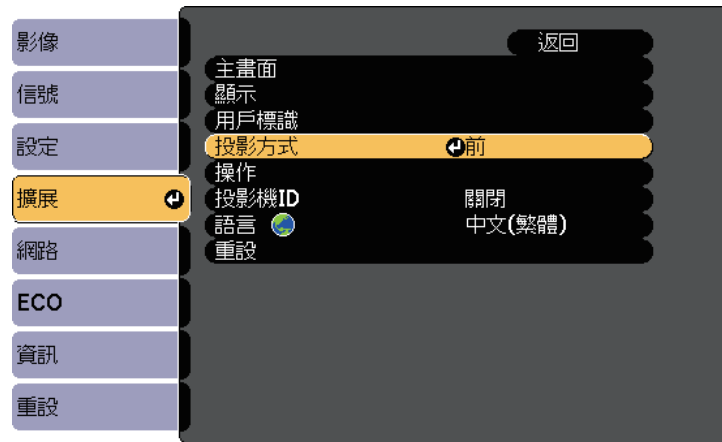 影像
信號
設定
擴展
網路
ECO
資訊
重設
返回
主畫面
顯示
用戶標識
投影方式 前
操作
投影機ID 關閉
語言 中文(繁體)
重設